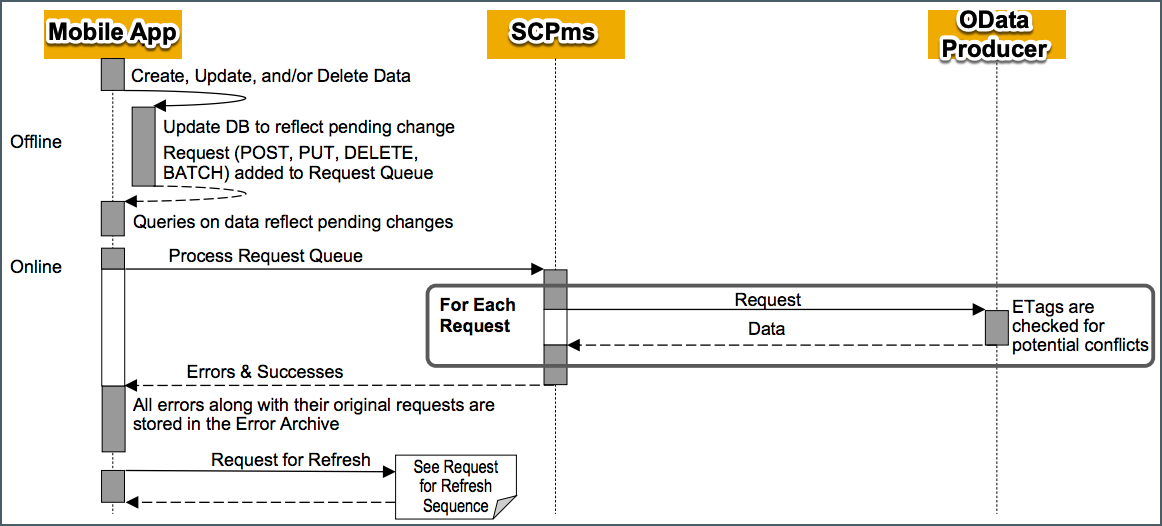 Mobile App
SCPms
OData
Producer
Create, Update, and/or Delete Data
Update DB to reflect pending change
Offline
Request (POST, PUT, DELETE,
BATCH) added to Request Queue
Queries on data reflect pending changes
Online
Process Request Queue
For Each
Request
Request
ETags are
checked for
potential conflicts
Data
Errors & Successes
All errors along with their original requests are
stored in the Error Archive
Request for Refresh
See Request
for Refresh
Sequence